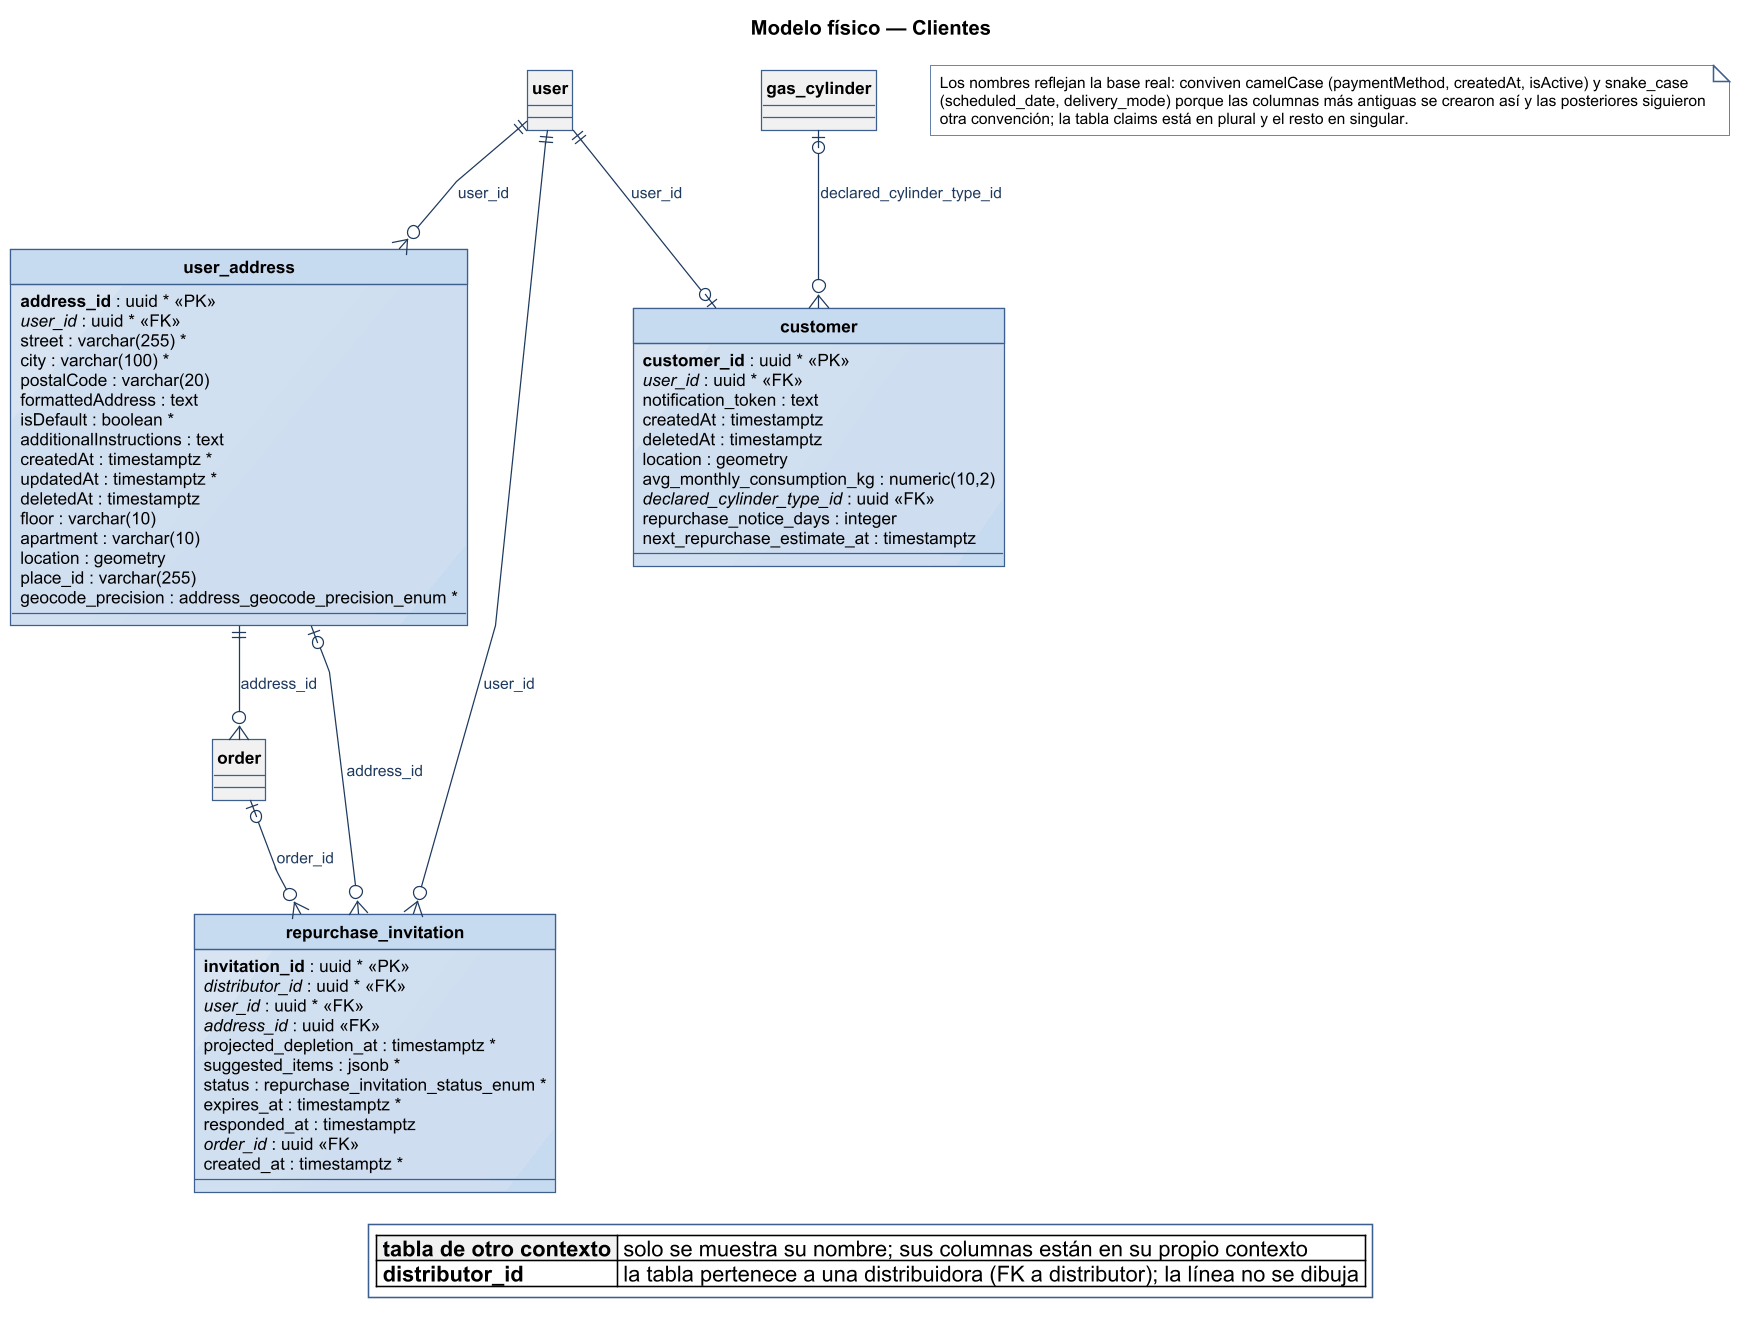 Modelo físico — Clientes
user
gas_cylinder
Los nombres reflejan la base real: conviven camelCase (paymentMethod, createdAt, isActive) y snake_case
(scheduled_date, delivery_mode) porque las columnas más antiguas se crearon así y las posteriores siguieron
otra convención; la tabla claims está en plural y el resto en singular.
user_id
user_id
declared_cylinder_type_id
user_address
address_id : uuid * «PK»
user_id : uuid * «FK»
street : varchar(255) *
city : varchar(100) *
postalCode : varchar(20)
formattedAddress : text
isDefault : boolean *
additionalInstructions : text
createdAt : timestamptz *
updatedAt : timestamptz *
deletedAt : timestamptz
floor : varchar(10)
apartment : varchar(10)
location : geometry
place_id : varchar(255)
geocode_precision : address_geocode_precision_enum *
customer
customer_id : uuid * «PK»
user_id : uuid * «FK»
notification_token : text
createdAt : timestamptz
deletedAt : timestamptz
location : geometry
avg_monthly_consumption_kg : numeric(10,2)
declared_cylinder_type_id : uuid «FK»
repurchase_notice_days : integer
next_repurchase_estimate_at : timestamptz
address_id
user_id
order
address_id
order_id
repurchase_invitation
invitation_id : uuid * «PK»
distributor_id : uuid * «FK»
user_id : uuid * «FK»
address_id : uuid «FK»
projected_depletion_at : timestamptz *
suggested_items : jsonb *
status : repurchase_invitation_status_enum *
expires_at : timestamptz *
responded_at : timestamptz
order_id : uuid «FK»
created_at : timestamptz *
tabla de otro contexto solo se muestra su nombre; sus columnas están en su propio contexto
distributor_id la tabla pertenece a una distribuidora (FK a distributor); la línea no se dibuja